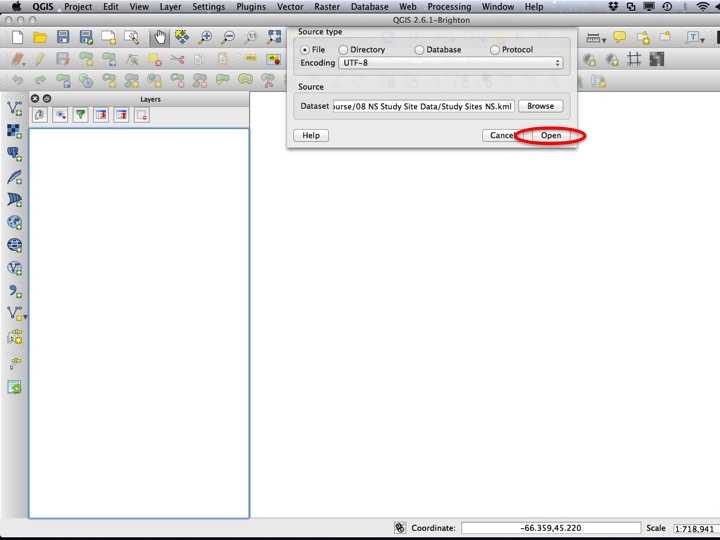 QGIS Project Edit View Layer Settings Plugins Vector Raster Database Web Processing Window Help
QGIS 2.6.1-Brighton
Source type
File Directory Database Protocol
Encoding UTF-8
Layers
Source
Dataset urse/08 NS Study Site Data/Study Sites NS.kml Browse
Help Cancel Open
Coordinate: -66.359,45.220 Scale 1:718,941